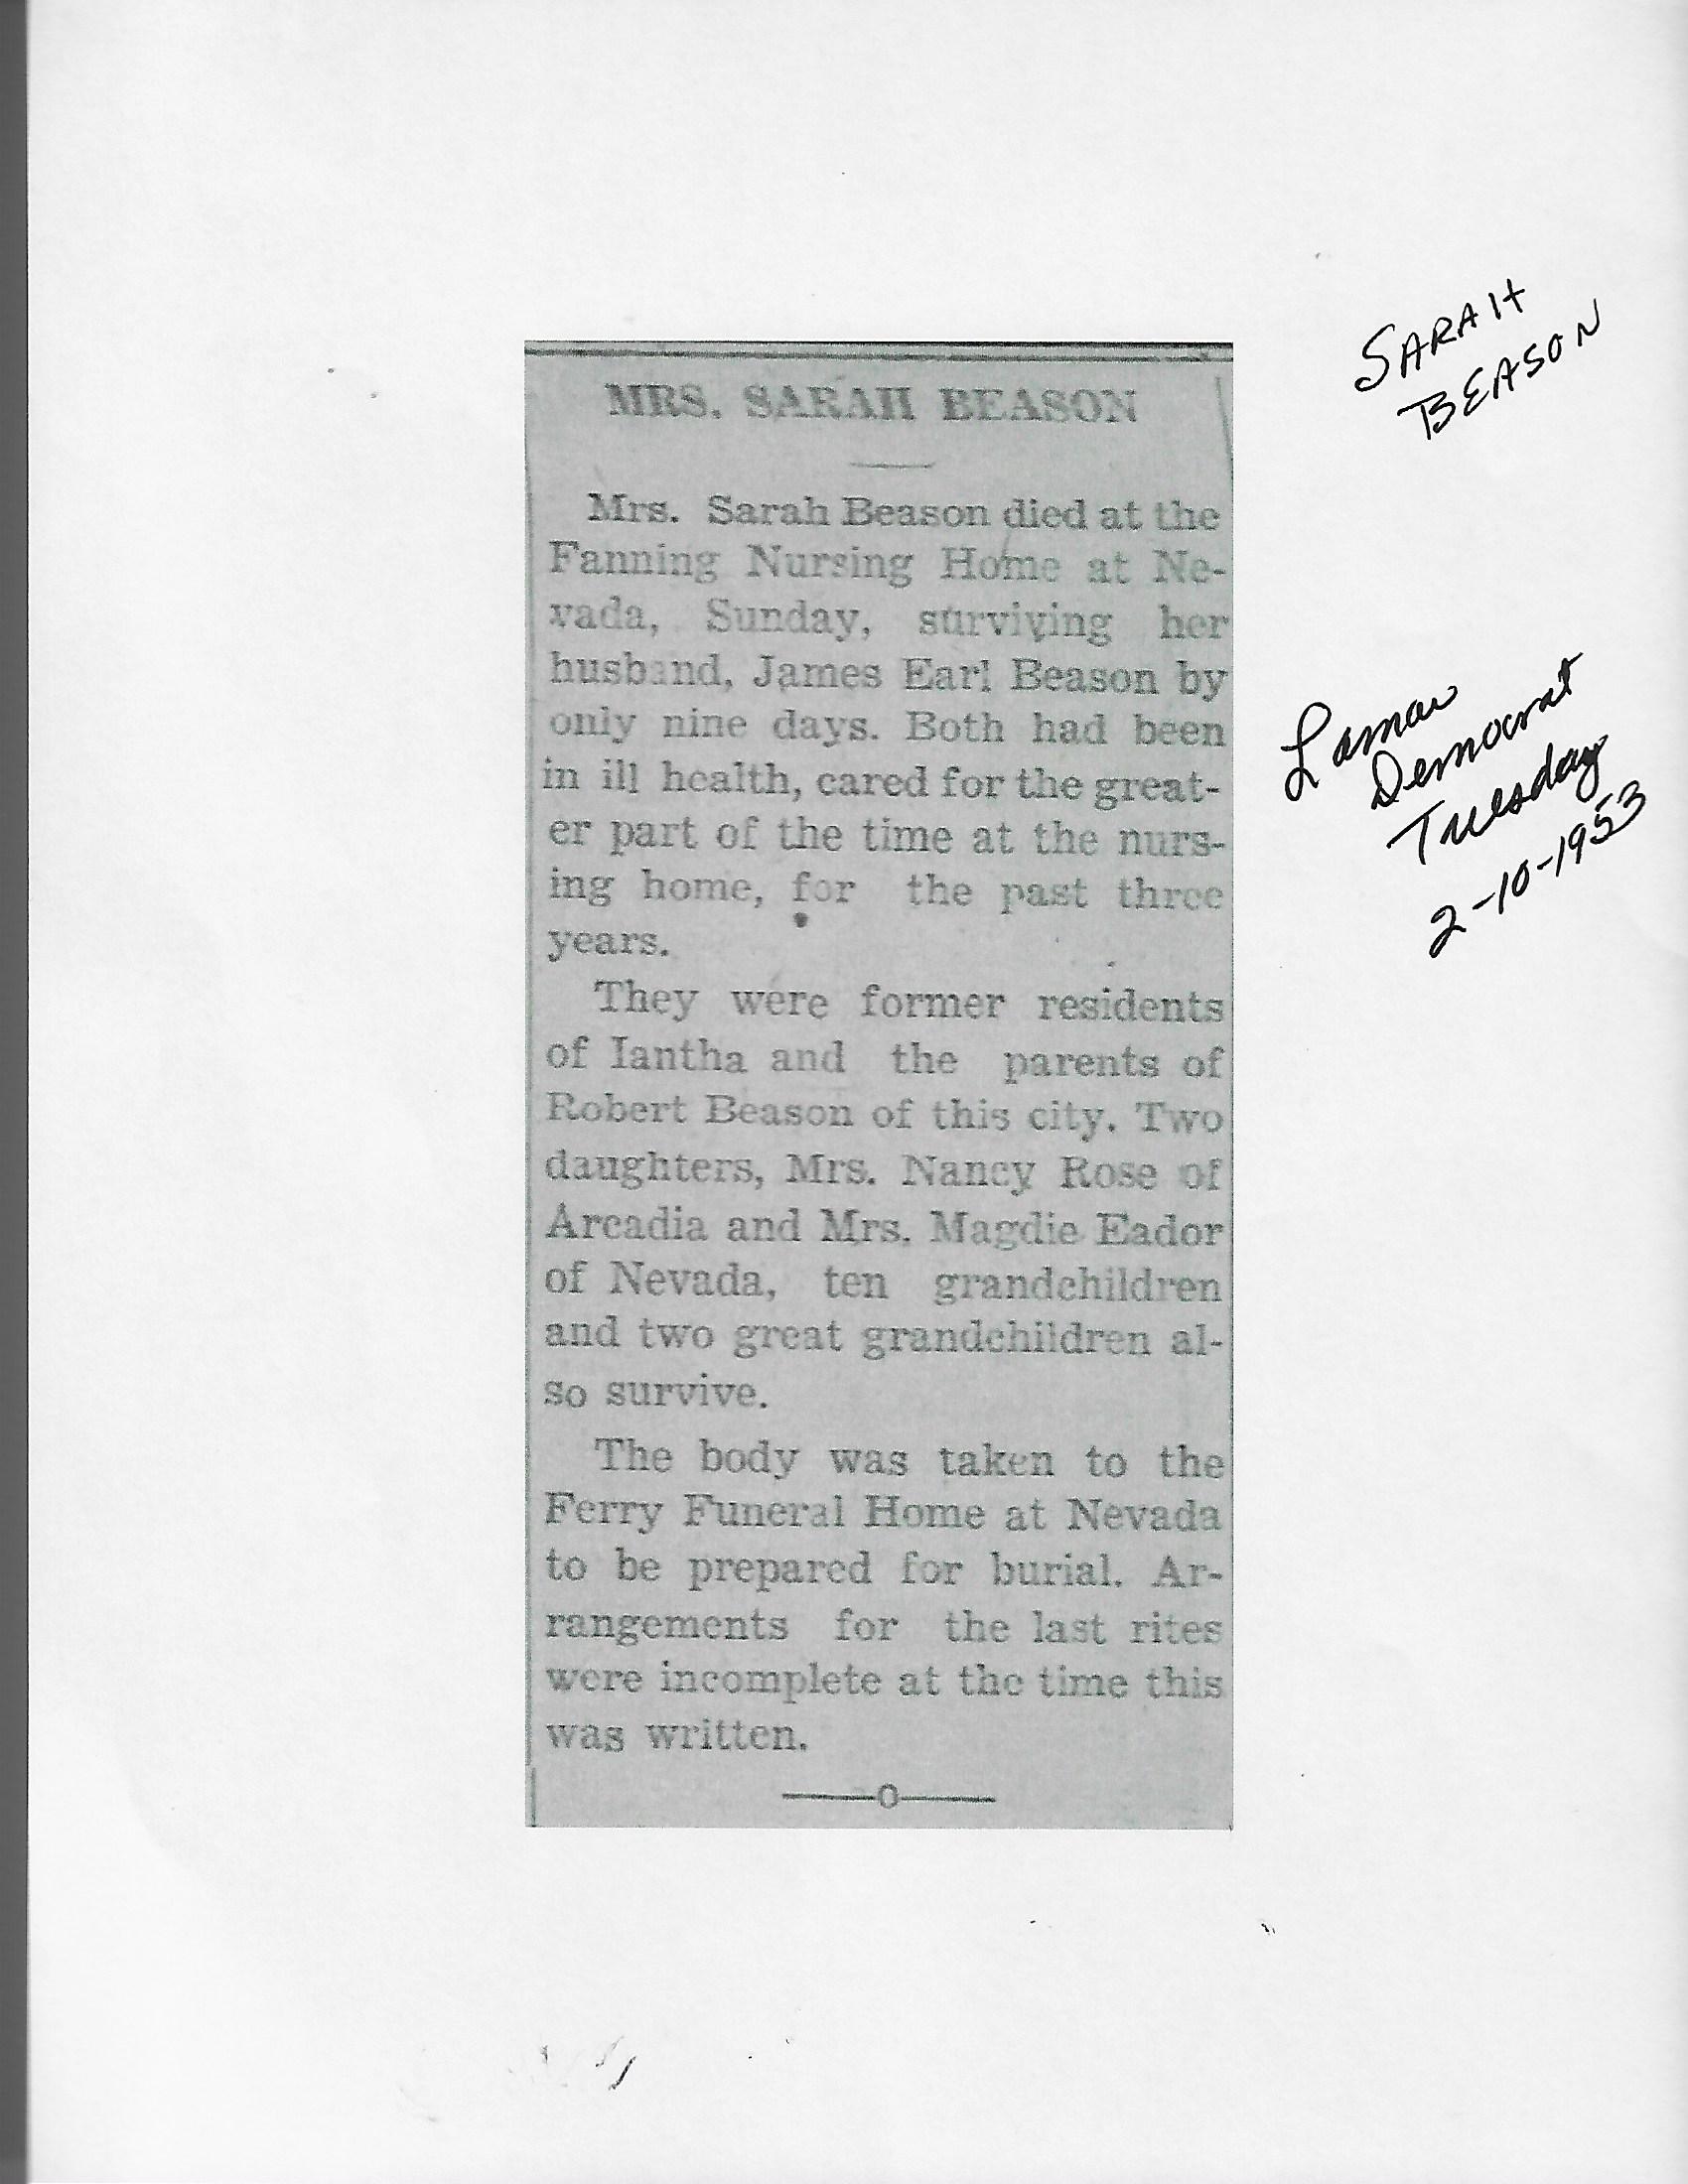 MRS. SARAH BEASON
Mrs. Sarah Beason died at the
Fanning Nursing Home at Ne-
vada, Sunday, surviving her
husband, James Earl Beason by
only nine days. Both had been
in ill health, cared for the great-
er part of the time at the nurs-
ing home, for the past three
years.
They were former residents
of Iantha and the parents of
Robert Beason of this city. Two
daughters, Mrs. Nancy Rose of
Arcadia and Mrs. Magdie Eador
of Nevada, ten grandchildren
and two great grandchildren al-
so survive.
The body was taken to the
Ferry Funeral Home at Nevada
to be prepared for burial. Ar-
rangements for the last rites
were incomplete at the time this
was written.
O
SARAH
BEASON
Lamar
Democrat
Tuesday
2-10-1953